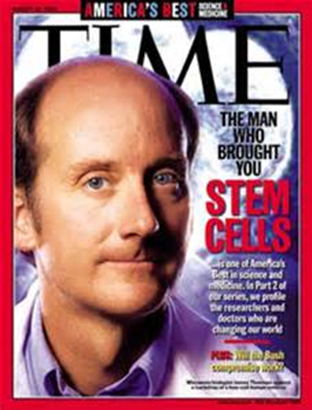 AMERICA'S BEST SCIENCE & MEDICINE
TIME
THE MAN
WHO
BROUGHT
YOU
STEM
CELLS
...is one of America's
Best in science and
medicine. In Part 2 of
our series, we profile
the researchers and
doctors who are
changing our world
PLUS: Will the Bush
compromise work?